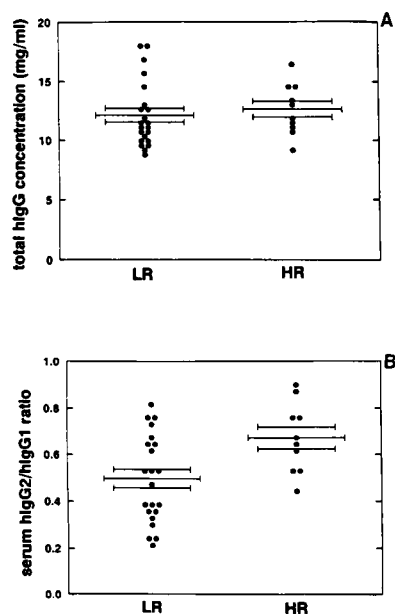 A
total hIgG concentration (mg/ml)
20
15
10
5
0
LR HR
B
serum hIgG2/hIgG1 ratio
1.0
0.8
0.6
0.4
0.2
0.0
LR HR